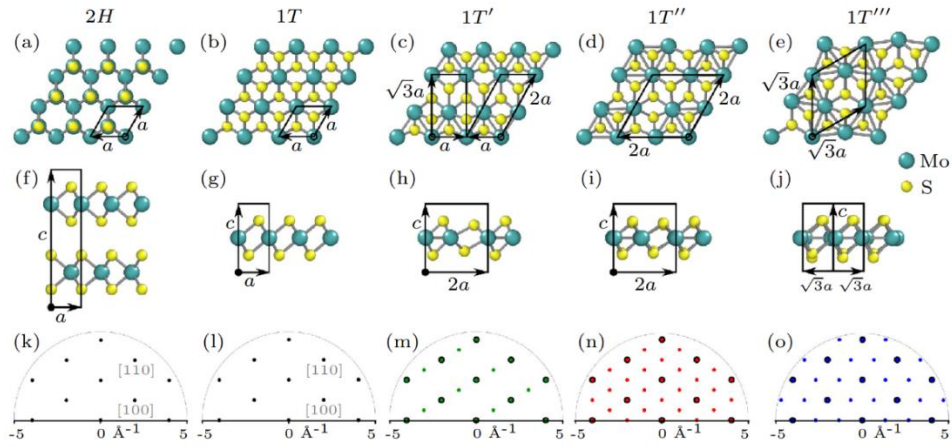 2H 1T 1T′ 1T″ 1T‴
(a) (b) (c) (d) (e)
√3a 2a 2a √3a
a a a a a 2a √3a
Mo
S
(f) (g) (h) (i) (j)
c c c c c
a a 2a 2a √3a √3a
(k) (l) (m) (n) (o)
[110] [110]
[100] [100]
-5 0 Å⁻¹ 5 -5 0 Å⁻¹ 5 -5 0 Å⁻¹ 5 -5 0 Å⁻¹ 5 -5 0 Å⁻¹ 5